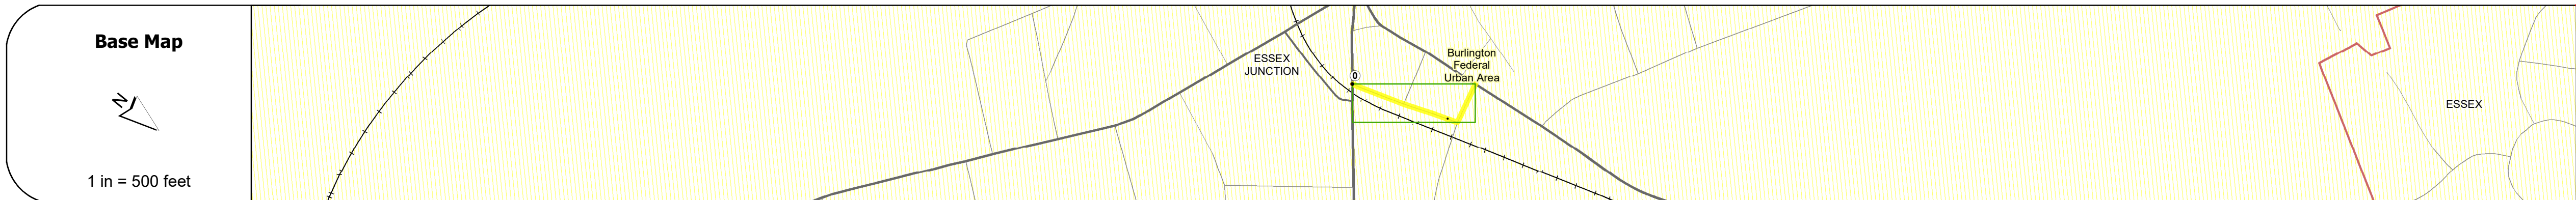 Base Map
N
1 in = 500 feet
ESSEX
JUNCTION
0
Burlington
Federal
Urban Area
ESSEX